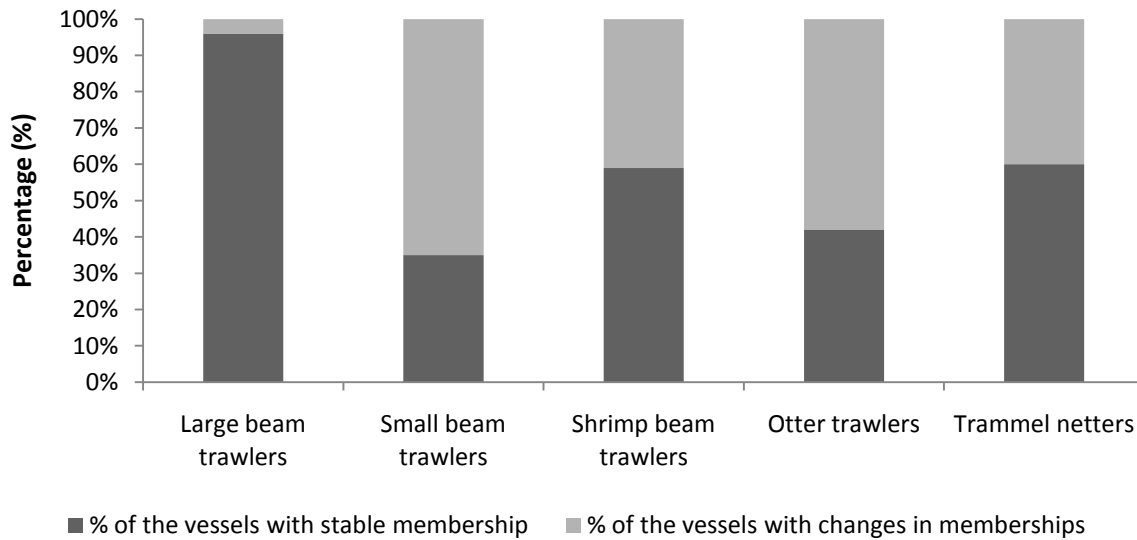 100%
90%
80%
70%
60%
50%
40%
30%
20%
10%
0%
Percentage (%)
Large beam
trawlers
Small beam
trawlers
Shrimp beam
trawlers
Otter trawlers
Trammel netters
% of the vessels with stable membership
% of the vessels with changes in memberships